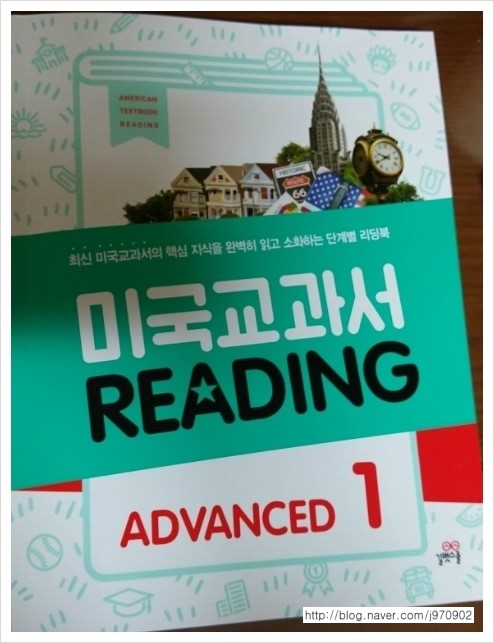 AMERICAN
TEXTBOOK
READING
HISTORIC
ROUTE
66
최신 미국교과서의 핵심 지식을 완벽히 읽고 소화하는 단계별 리딩북
미국교과서
READING
ADVANCED 1
길벗스쿨
http://blog.naver.com/j970902